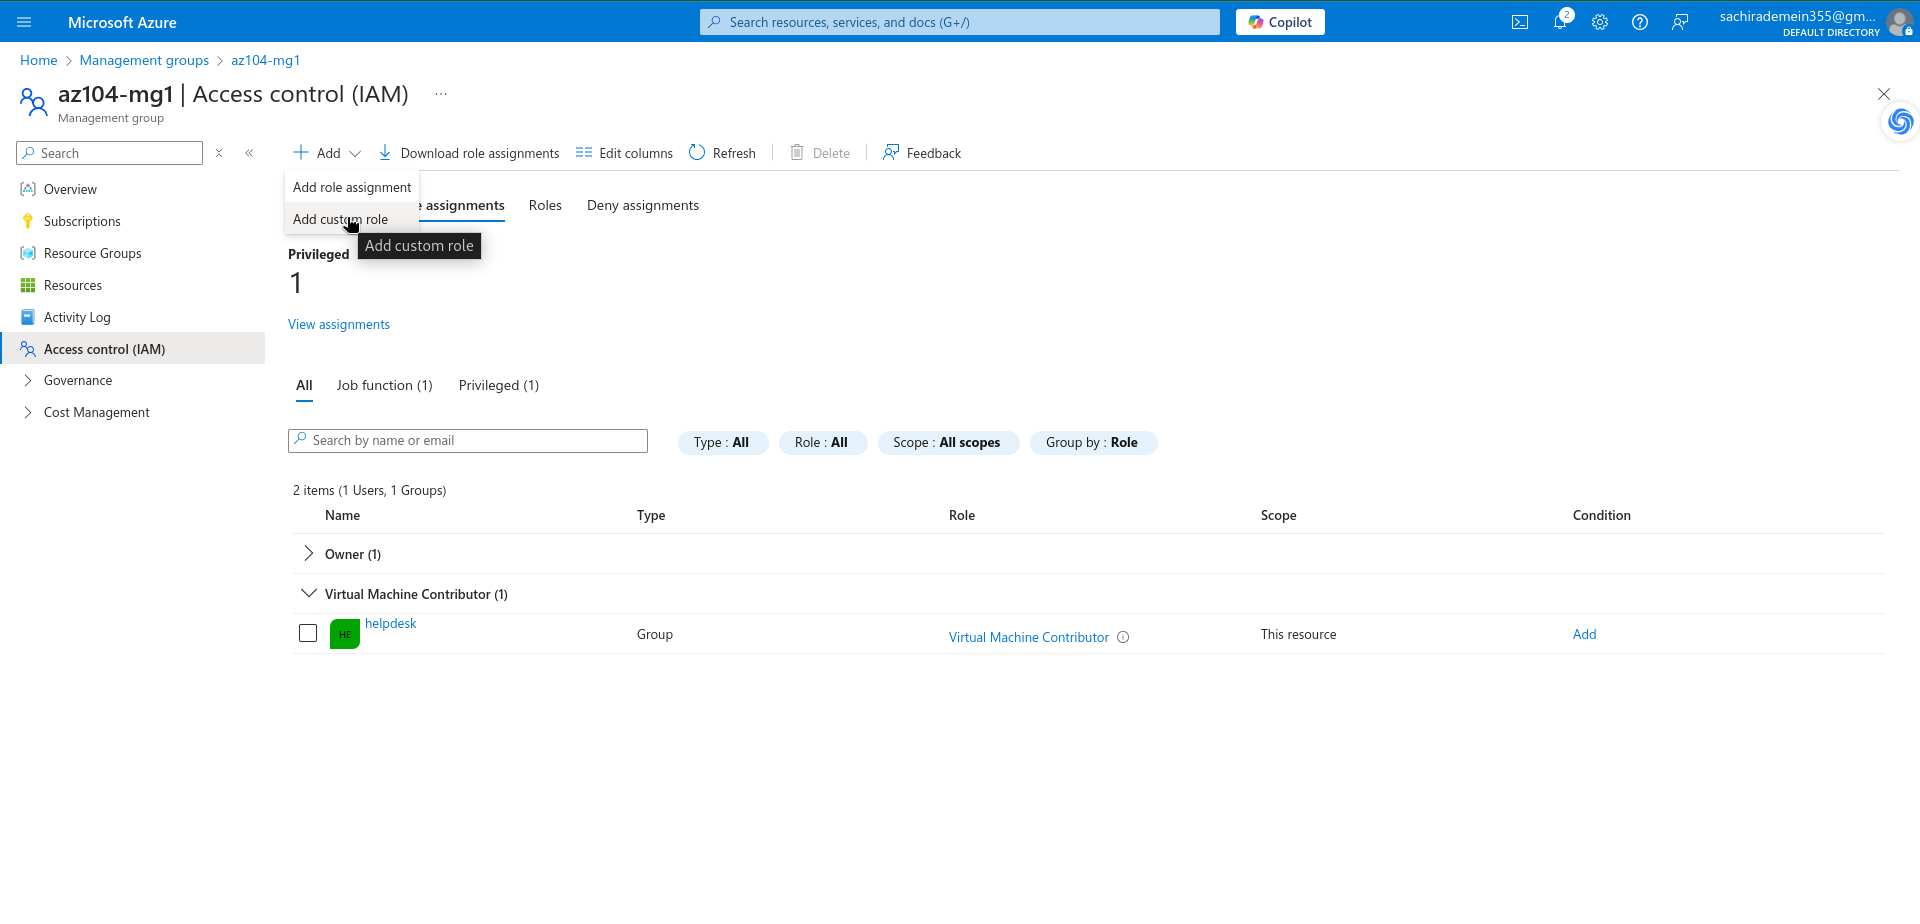 Microsoft Azure
Search resources, services, and docs (G+/)
Copilot
2
sachirademein355@gm...
DEFAULT DIRECTORY
Home > Management groups > az104-mg1
az104-mg1 | Access control (IAM) ...
Management group
Search
Add
Download role assignments
Edit columns
Refresh
Delete
Feedback
Add role assignment
Add custom role
Add custom role
assignments
Roles
Deny assignments
Overview
Subscriptions
Resource Groups
Resources
Activity Log
Access control (IAM)
Governance
Cost Management
Privileged
1
View assignments
All
Job function (1)
Privileged (1)
Search by name or email
Type : All
Role : All
Scope : All scopes
Group by : Role
2 items (1 Users, 1 Groups)
Name Type Role Scope Condition
Owner (1)
Virtual Machine Contributor (1)
HE
helpdesk
Group
Virtual Machine Contributor
This resource
Add